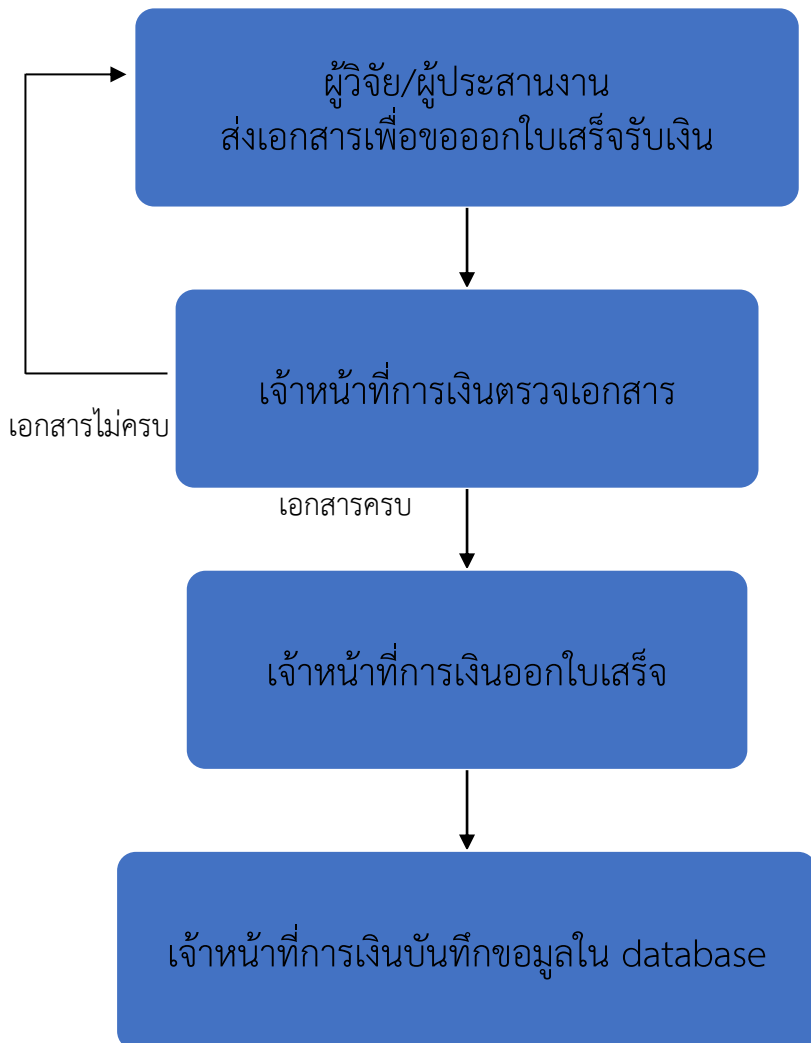 ผู้วิจัย/ผู้ประสานงาน
ส่งเอกสารเพื่อขอออกใบเสร็จรับเงิน
เจ้าหน้าที่การเงินตรวจเอกสาร
เอกสารไม่ครบ
เอกสารครบ
เจ้าหน้าที่การเงินออกใบเสร็จ
เจ้าหน้าที่การเงินบันทึกขอมูลใน database